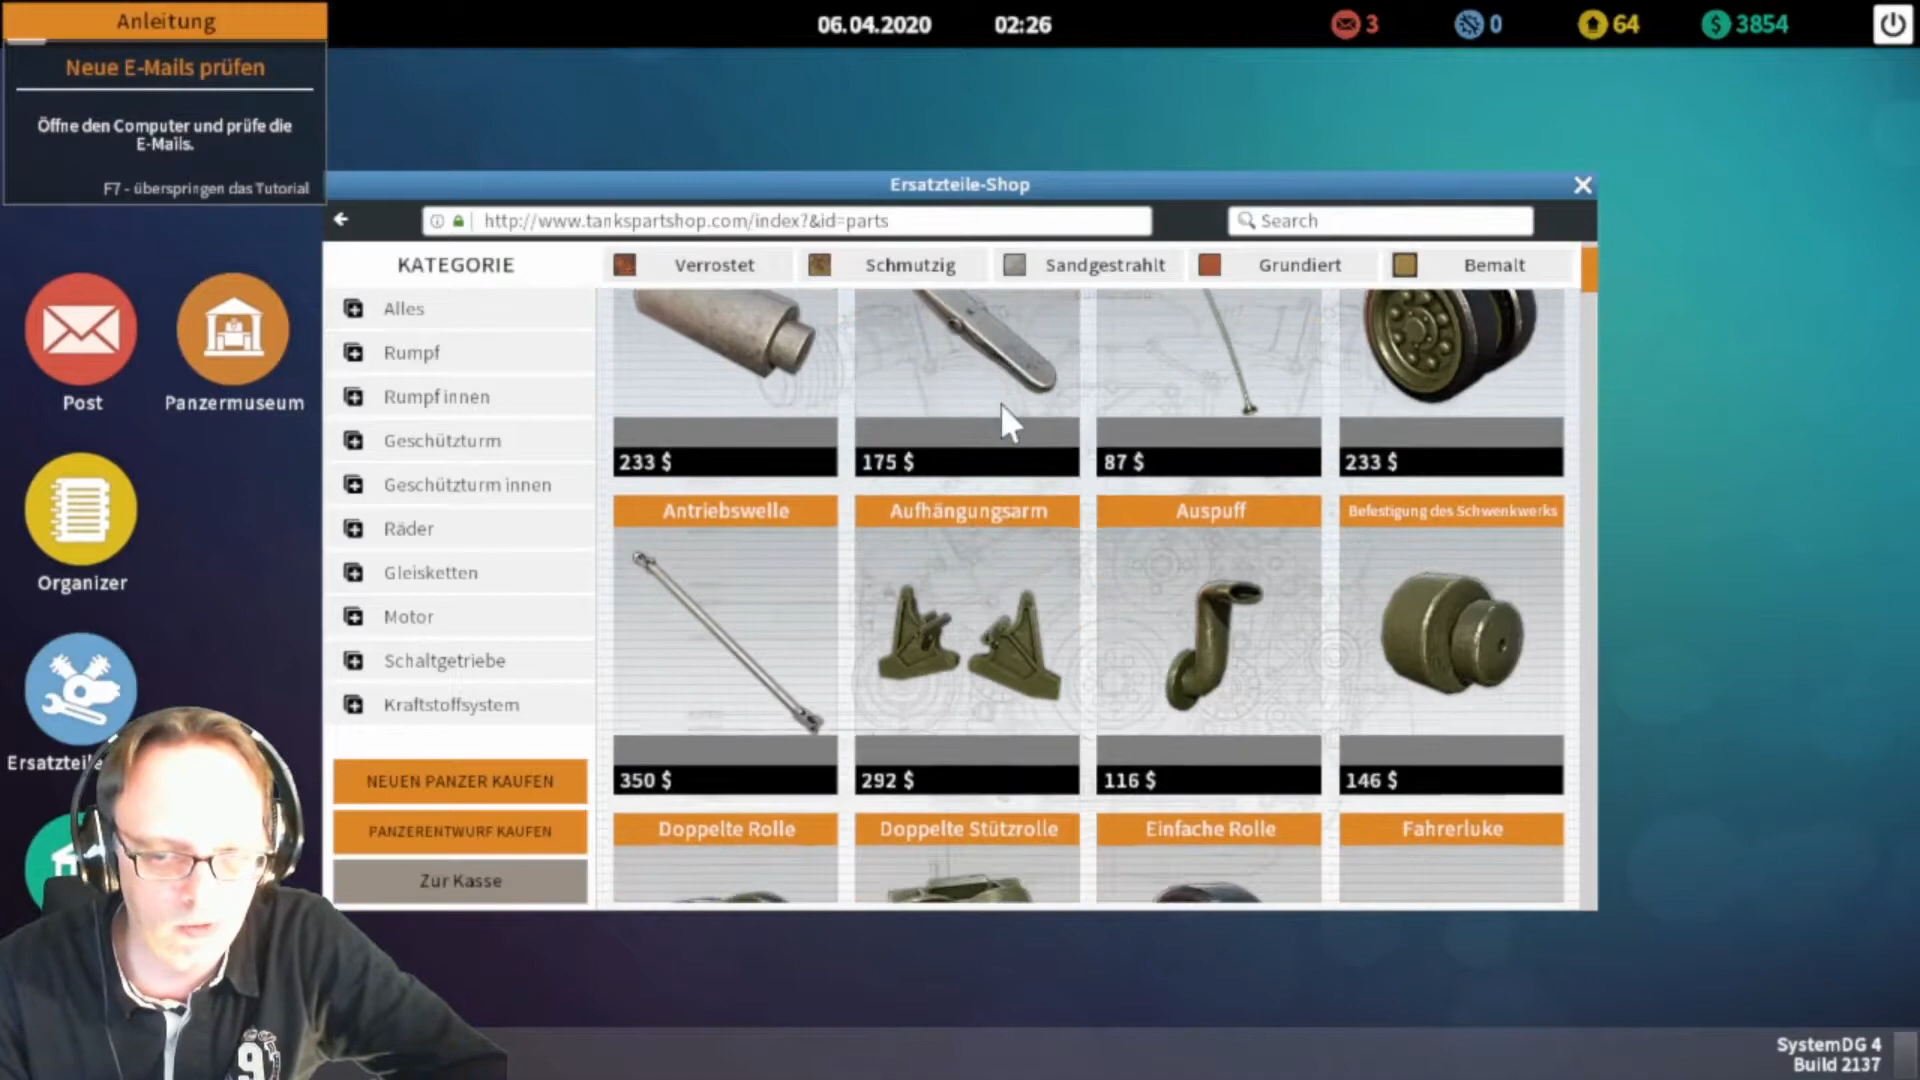 Anleitung
Neue E-Mails prüfen
Öffne den Computer und prüfe die
E-Mails.
F7 - überspringen das Tutorial
06.04.2020
02:26
3
0
64
3854
Post
Panzermuseum
Organizer
Ersatzteile
Ersatzteile-Shop
http://www.tankspartshop.com/index?&id=parts
Search
KATEGORIE
Alles
Rumpf
Rumpf innen
Geschützturm
Geschützturm innen
Räder
Gleisketten
Motor
Schaltgetriebe
Kraftstoffsystem
NEUEN PANZER KAUFEN
PANZERENTWURF KAUFEN
Zur Kasse
Verrostet
Schmutzig
Sandgestrahlt
Grundiert
Bemalt
233 $
175 $
87 $
233 $
Antriebswelle
Aufhängungsarm
Auspuff
Befestigung des Schwenkwerks
350 $
292 $
116 $
146 $
Doppelte Rolle
Doppelte Stützrolle
Einfache Rolle
Fahrerluke
9
SystemDG 4
Build 2137